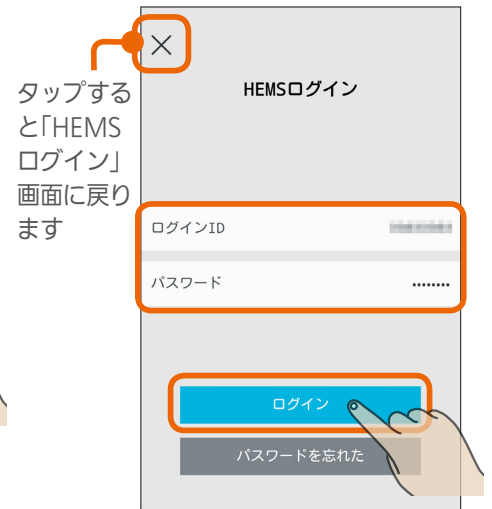 タップする
と「HEMS
ログイン」
画面に戻り
ます
HEMSログイン
ログインID
パスワード ········
ログイン
パスワードを忘れた